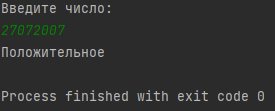 Введите число:
27072007
Положительное
Process finished with exit code 0